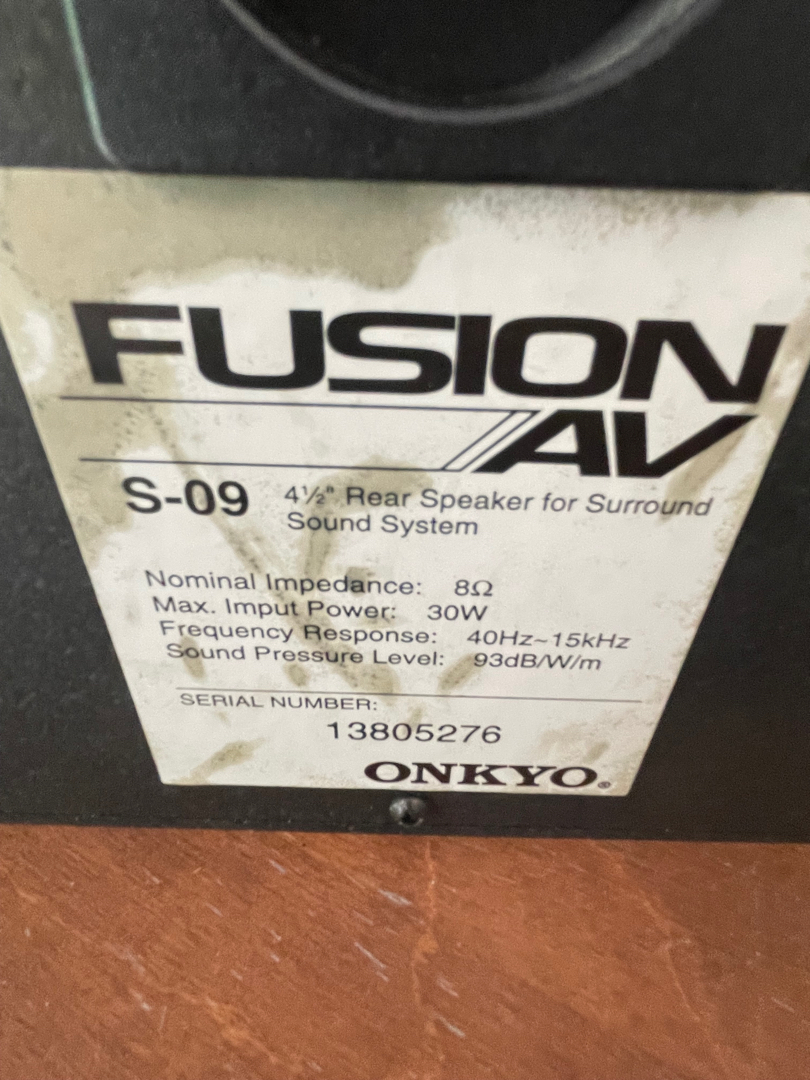 FUSION
AV
S-09 4½" Rear Speaker for Surround
Sound System
Nominal Impedance: 8Ω
Max. Imput Power: 30W
Frequency Response: 40Hz~15kHz
Sound Pressure Level: 93dB/W/m
SERIAL NUMBER:
13805276
ONKYO®